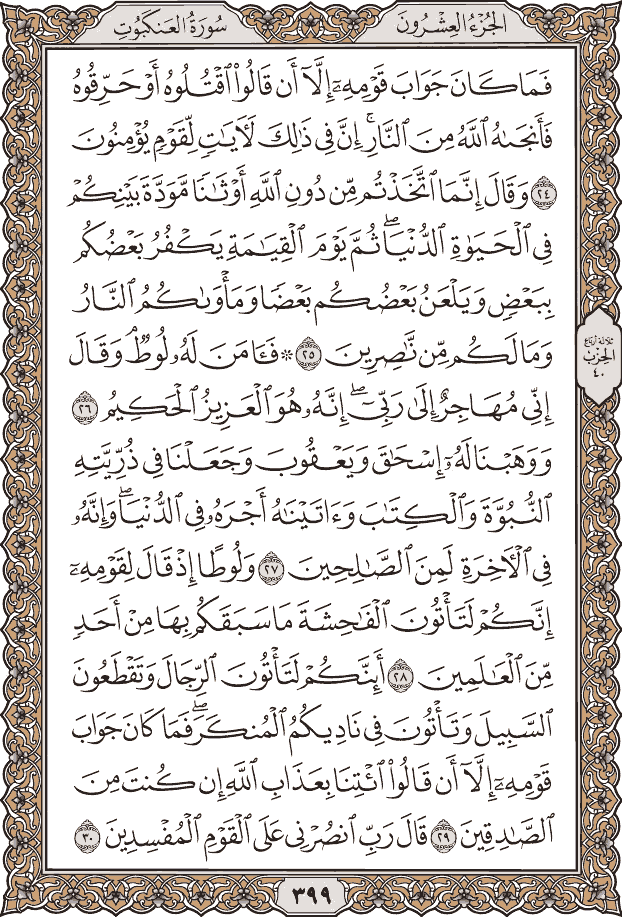 الجُزْءُ العِشْرُونَ
سُورَةُ العَنكَبُوتِ
فَمَا كَانَ جَوَابَ قَوْمِهِۦٓ إِلَّآ أَن قَالُوا۟ ٱقْتُلُوهُ أَوْ حَرِّقُوهُ
فَأَنجَىٰهُ ٱللَّهُ مِنَ ٱلنَّارِ ۚ إِنَّ فِى ذَٰلِكَ لَءَايَـٰتٍ لِّقَوْمٍ يُؤْمِنُونَ
٢٤ وَقَالَ إِنَّمَا ٱتَّخَذْتُم مِّن دُونِ ٱللَّهِ أَوْثَـٰنًا مَّوَدَّةَ بَيْنِكُمْ
فِى ٱلْحَيَوٰةِ ٱلدُّنْيَا ۖ ثُمَّ يَوْمَ ٱلْقِيَـٰمَةِ يَكْفُرُ بَعْضُكُم
بِبَعْضٍ وَيَلْعَنُ بَعْضُكُم بَعْضًا وَمَأْوَىٰكُمُ ٱلنَّارُ
وَمَا لَكُم مِّن نَّـٰصِرِينَ ٢٥ ۞ فَـَٔامَنَ لَهُۥ لُوطٌ ۘ وَقَالَ
إِنِّى مُهَاجِرٌ إِلَىٰ رَبِّىٓ ۖ إِنَّهُۥ هُوَ ٱلْعَزِيزُ ٱلْحَكِيمُ ٢٦
وَوَهَبْنَا لَهُۥٓ إِسْحَـٰقَ وَيَعْقُوبَ وَجَعَلْنَا فِى ذُرِّيَّتِهِ
ٱلنُّبُوَّةَ وَٱلْكِتَـٰبَ وَءَاتَيْنَـٰهُ أَجْرَهُۥ فِى ٱلدُّنْيَا ۖ وَإِنَّهُۥ
فِى ٱلْـَٔاخِرَةِ لَمِنَ ٱلصَّـٰلِحِينَ ٢٧ وَلُوطًا إِذْ قَالَ لِقَوْمِهِۦٓ
إِنَّكُمْ لَتَأْتُونَ ٱلْفَـٰحِشَةَ مَا سَبَقَكُم بِهَا مِنْ أَحَدٍ
مِّنَ ٱلْعَـٰلَمِينَ ٢٨ أَئِنَّكُمْ لَتَأْتُونَ ٱلرِّجَالَ وَتَقْطَعُونَ
ٱلسَّبِيلَ وَتَأْتُونَ فِى نَادِيكُمُ ٱلْمُنكَرَ ۖ فَمَا كَانَ جَوَابَ
قَوْمِهِۦٓ إِلَّآ أَن قَالُوا۟ ٱئْتِنَا بِعَذَابِ ٱللَّهِ إِن كُنتَ مِنَ
ٱلصَّـٰدِقِينَ ٢٩ قَالَ رَبِّ ٱنصُرْنِى عَلَى ٱلْقَوْمِ ٱلْمُفْسِدِينَ ٣٠
ثلاثة أرباع
الحزب
٤٠
٣٩٩